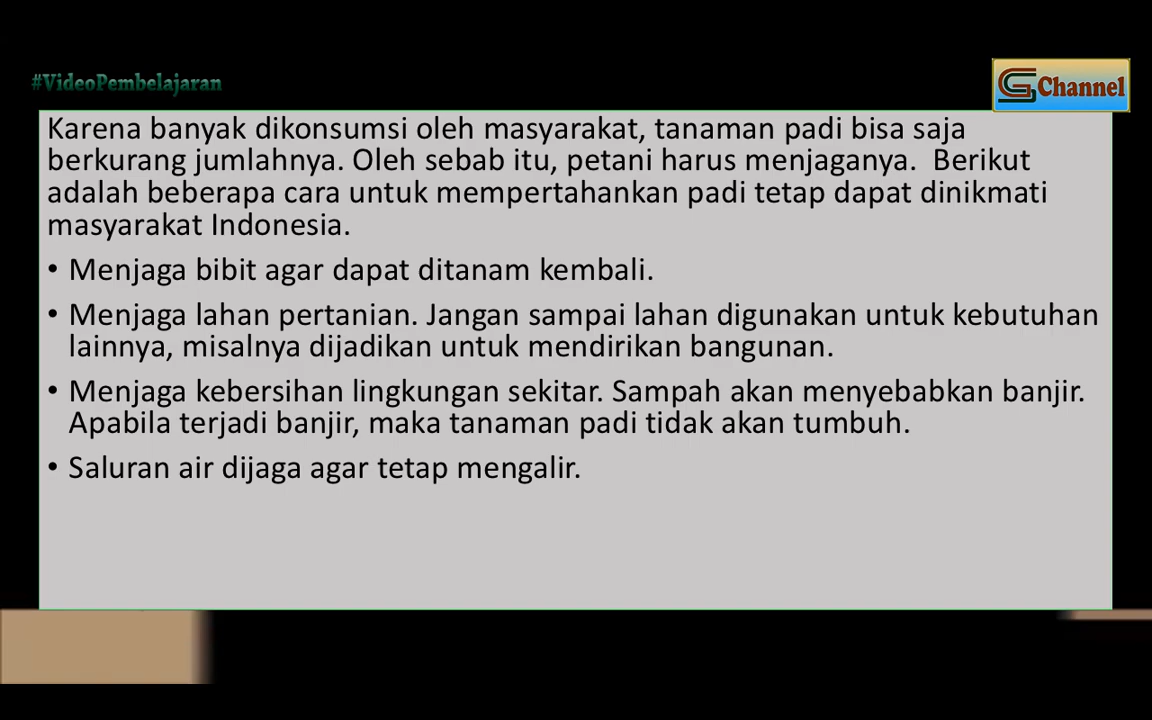 #VideoPembelajaran
GS Channel
Karena banyak dikonsumsi oleh masyarakat, tanaman padi bisa saja
berkurang jumlahnya. Oleh sebab itu, petani harus menjaganya.  Berikut
adalah beberapa cara untuk mempertahankan padi tetap dapat dinikmati
masyarakat Indonesia.
• Menjaga bibit agar dapat ditanam kembali.
• Menjaga lahan pertanian. Jangan sampai lahan digunakan untuk kebutuhan
lainnya, misalnya dijadikan untuk mendirikan bangunan.
• Menjaga kebersihan lingkungan sekitar. Sampah akan menyebabkan banjir.
Apabila terjadi banjir, maka tanaman padi tidak akan tumbuh.
• Saluran air dijaga agar tetap mengalir.